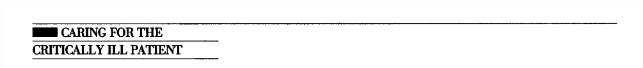 CARING FOR THE
CRITICALLY ILL PATIENT